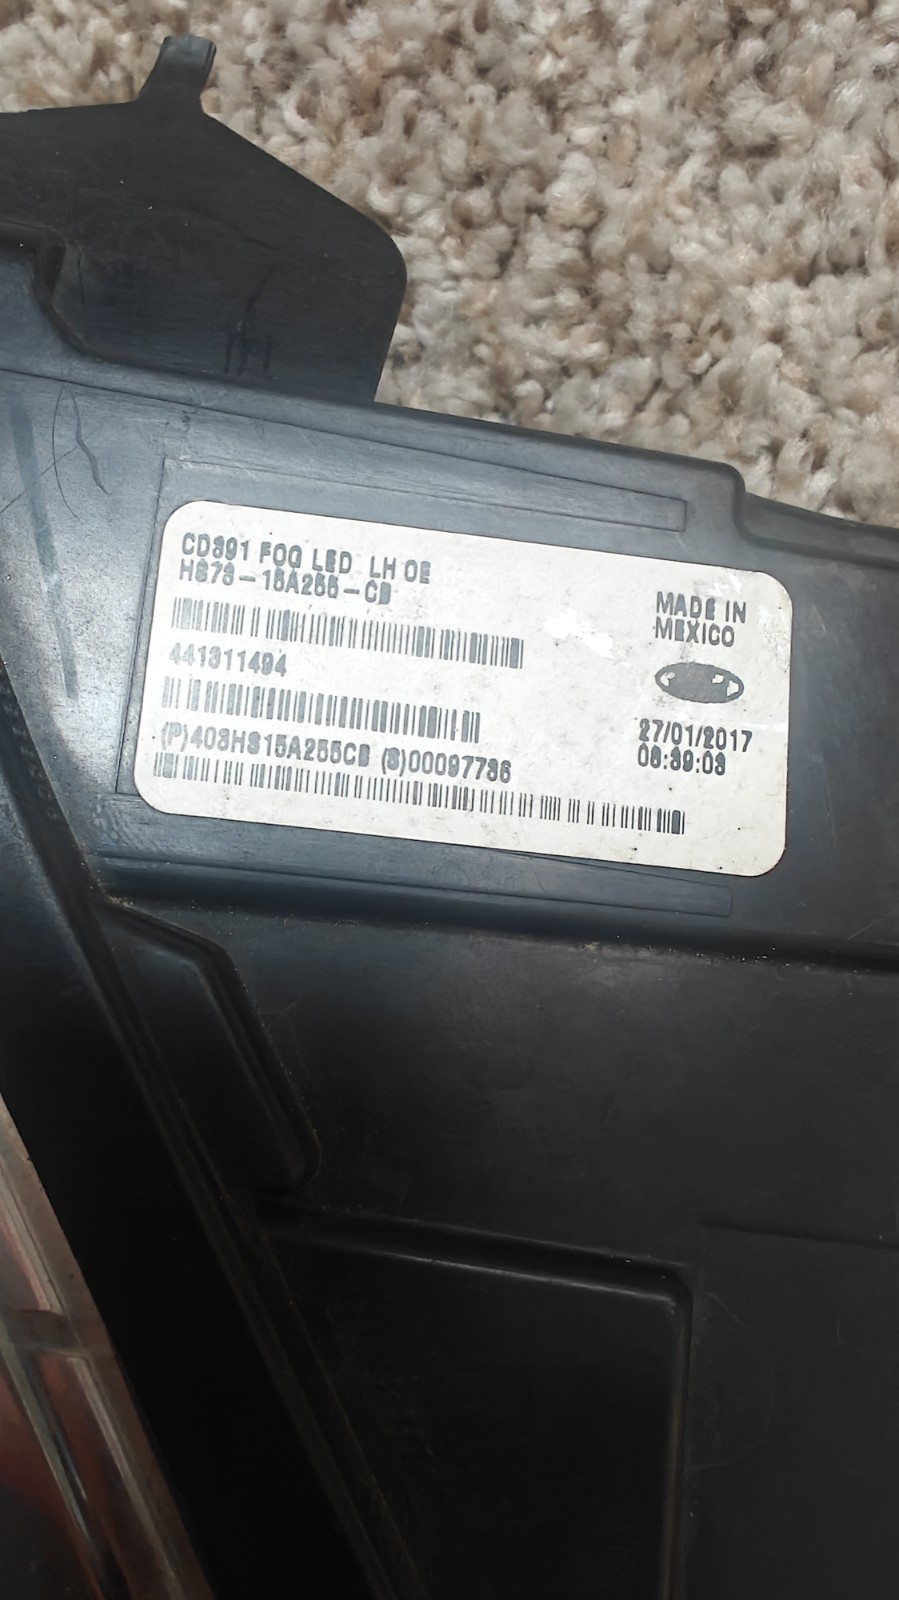 CD391 FOG LED LH OE
HS73-15A255-CB
441311494
(P)403HS15A255CB (S)00097736
MADE IN
MEXICO
27/01/2017
08:39:03